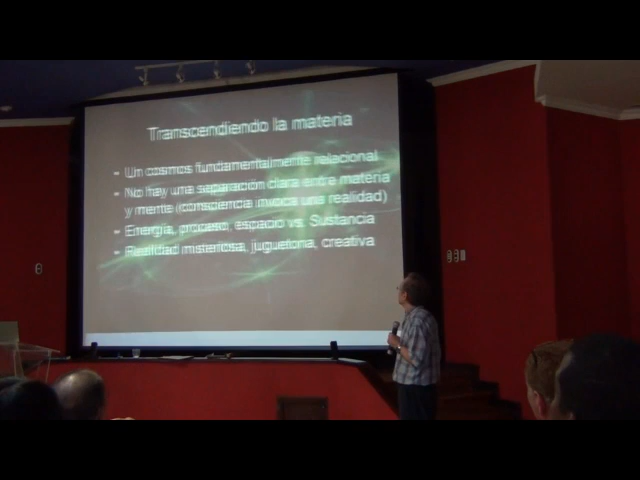 Transcendiendo la materia
- Un cosmos fundamentalmente relacional
- No hay una separación clara entre materia
y mente (consciencia invoca una realidad)
- Energía, proceso, espacio vs. Sustancia
- Realidad misteriosa, juguetona, creativa